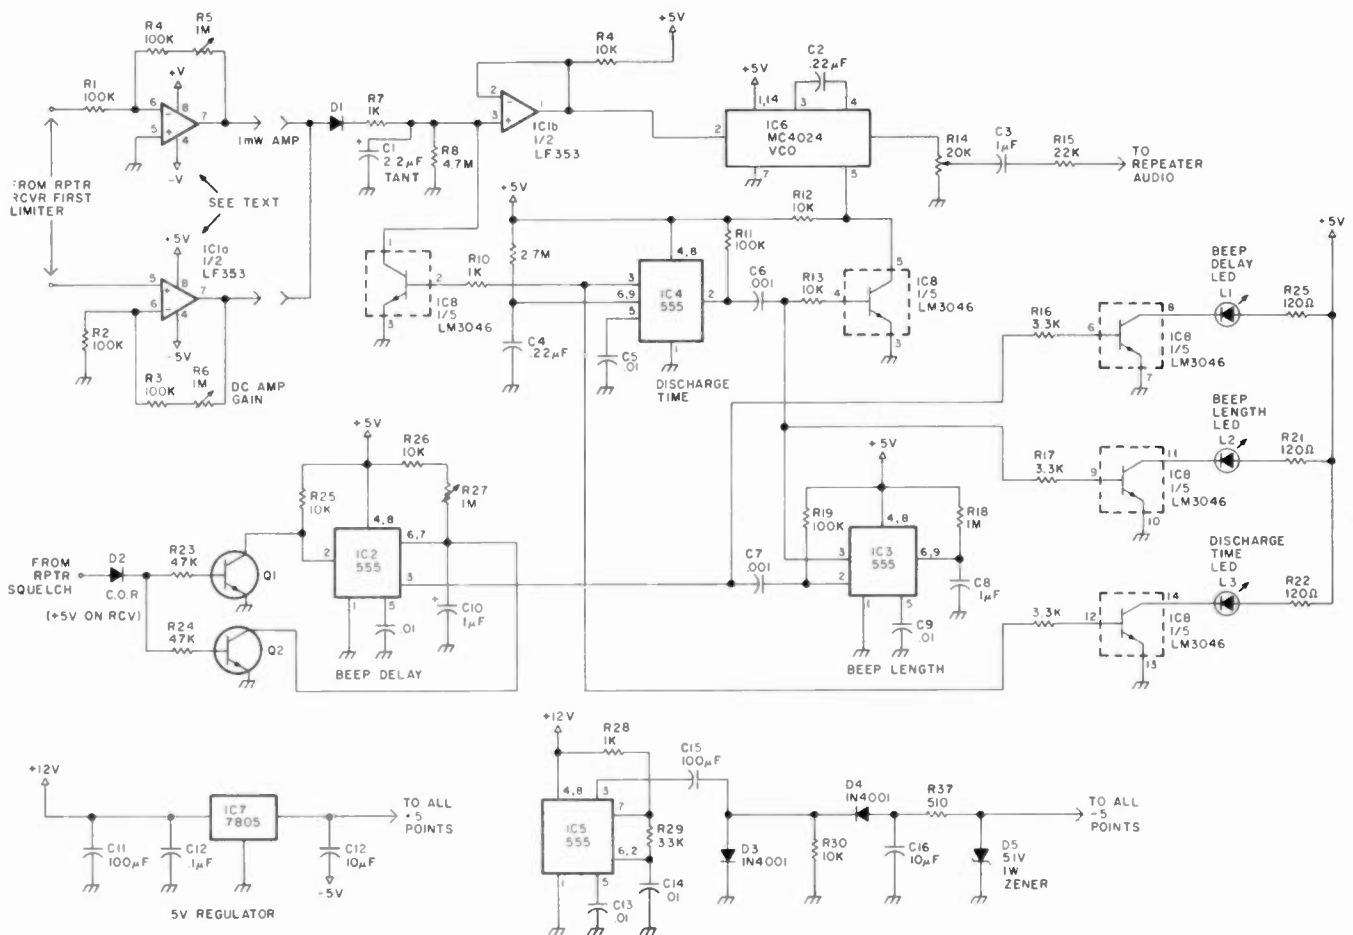 R4
100K
R5
1M
R1
100K
+V
6
8
7
5
4
-V
1mW AMP
FROM RPTR
RCVR FIRST
LIMITER
SEE TEXT
+5V
IC1a
1/2
LF353
5
8
7
6
4
-5V
R2
100K
R3
100K
R6
1M
DC AMP
GAIN
D1
R7
1K
+
C1
2.2µF
TANT
R8
4.7M
2
3
1
IC1b
1/2
LF353
R4
10K
+5V
+5V
C2
.22µF
1,14
3
4
2
IC6
MC4024
VCO
7
5
R14
20K
C3
1µF
R15
22K
TO
REPEATER
AUDIO
1
2
3
IC8
1/5
LM3046
R10
1K
+5V
2.7M
C4
.22µF
4,8
3
6,9
5
IC4
555
2
1
C5
.01
DISCHARGE
TIME
R12
10K
R11
100K
C6
.001
R13
10K
4
5
3
IC8
1/5
LM3046
+5V
BEEP
DELAY
LED
L1
R25
120Ω
R16
3.3K
6
8
7
IC8
1/5
LM3046
BEEP
LENGTH
LED
L2
R21
120Ω
R17
3.3K
9
11
10
IC8
1/5
LM3046
DISCHARGE
TIME
LED
L3
R22
120Ω
3.3K
12
14
13
IC8
1/5
LM3046
FROM
RPTR
SQUELCH
(+5V ON RCV)
D2
C.O.R
R23
47K
Q1
R24
47K
Q2
+5V
R26
10K
R25
10K
R27
1M
4,8
2
IC2
555
6,7
3
1
5
.01
+
C10
1µF
BEEP DELAY
+5V
R19
100K
4,8
R18
1M
C7
.001
3
2
IC3
555
6,9
1
5
C9
.01
C8
1µF
BEEP LENGTH
+12V
C11
100µF
C12
.1µF
IC7
7805
C12
10µF
-5V
TO ALL
+5
POINTS
5V REGULATOR
+12V
R28
1K
4,8
3
7
IC5
555
6,2
1
5
R29
33K
C13
.01
C14
.01
C15
100µF
D3
1N4001
R30
10K
D4
1N4001
C16
10µF
R37
510
D5
51V
1W
ZENER
TO ALL
-5
POINTS